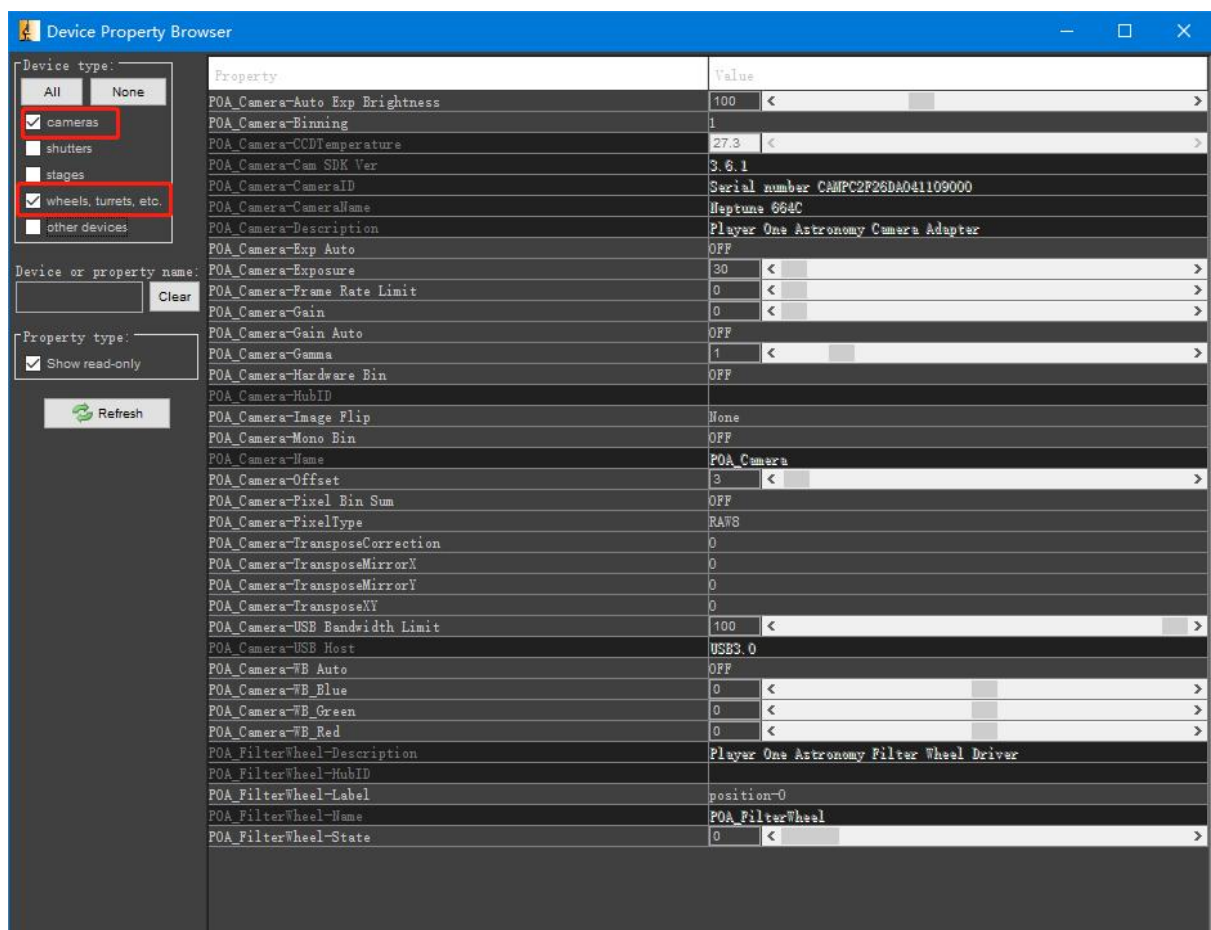 Device Property Browser
Device type:
All None
cameras
shutters
stages
wheels, turrets, etc.
other devices
Device or property name:
Clear
Property type:
Show read-only
Refresh
Property Value
POA_Camera-Auto Exp Brightness 100
POA_Camera-Binning 1
POA_Camera-CCDTemperature 27.3
POA_Camera-Cam SDK Ver 3.6.1
POA_Camera-CameraID Serial number CAMPC2F26DA041109000
POA_Camera-CameraName Neptune 664C
POA_Camera-Description Player One Astronomy Camera Adapter
POA_Camera-Exp Auto OFF
POA_Camera-Exposure 30
POA_Camera-Frame Rate Limit 0
POA_Camera-Gain 0
POA_Camera-Gain Auto OFF
POA_Camera-Gamma 1
POA_Camera-Hardware Bin OFF
POA_Camera-HubID
POA_Camera-Image Flip None
POA_Camera-Mono Bin OFF
POA_Camera-Name POA_Camera
POA_Camera-Offset 3
POA_Camera-Pixel Bin Sum OFF
POA_Camera-PixelType RAW8
POA_Camera-TransposeCorrection 0
POA_Camera-TransposeMirrorX 0
POA_Camera-TransposeMirrorY 0
POA_Camera-TransposeXY 0
POA_Camera-USB Bandwidth Limit 100
POA_Camera-USB Host USB3.0
POA_Camera-WB Auto OFF
POA_Camera-WB_Blue 0
POA_Camera-WB_Green 0
POA_Camera-WB_Red 0
POA_FilterWheel-Description Player One Astronomy Filter Wheel Driver
POA_FilterWheel-HubID
POA_FilterWheel-Label position-0
POA_FilterWheel-Name POA_FilterWheel
POA_FilterWheel-State 0